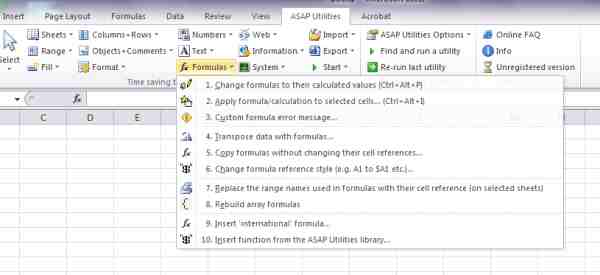 Insert Page Layout Formulas Data Review View ASAP Utilities Acrobat
Sheets Columns+Rows Numbers Web Import ASAP Utilities Options Online FAQ
Select Range Objects+Comments Text Information Export Find and run a utility Info
Fill Format Formulas System Start Re-run last utility Unregistered version
Time saving t
1. Change formulas to their calculated values (Ctrl+Alt+P)
2. Apply formula/calculation to selected cells... (Ctrl+Alt+I)
3. Custom formula error message...
4. Transpose data with formulas...
5. Copy formulas without changing their cell references...
6. Change formula reference style (e.g. A1 to $A1 etc.)...
7. Replace the range names used in formulas with their cell reference (on selected sheets)
8. Rebuild array formulas
9. Insert 'international' formula...
10. Insert function from the ASAP Utilities library...
fx
B C D E